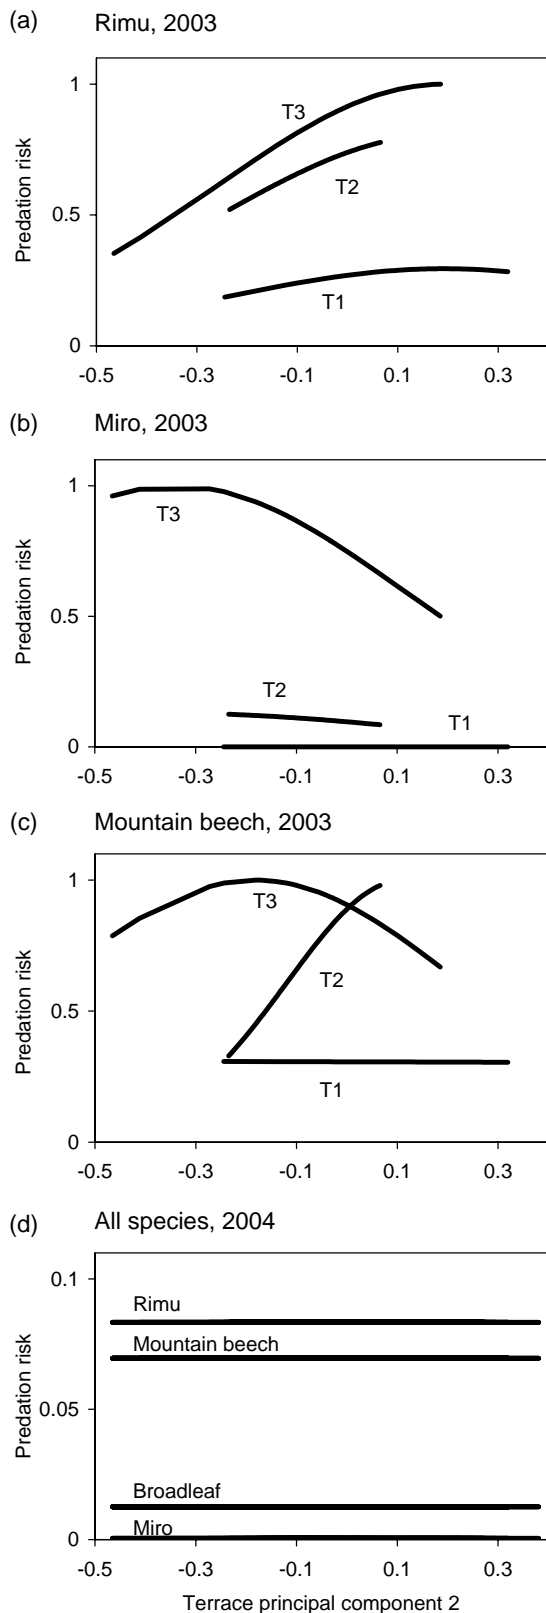 (a) Rimu, 2003
Predation risk
1
0.5
0
T3
T2
T1
-0.5 -0.3 -0.1 0.1 0.3
(b) Miro, 2003
Predation risk
1
0.5
0
T3
T2
T1
-0.5 -0.3 -0.1 0.1 0.3
(c) Mountain beech, 2003
Predation risk
1
0.5
0
T3
T2
T1
-0.5 -0.3 -0.1 0.1 0.3
(d) All species, 2004
Predation risk
0.1
0.05
0
Rimu
Mountain beech
Broadleaf
Miro
-0.5 -0.3 -0.1 0.1 0.3
Terrace principal component 2